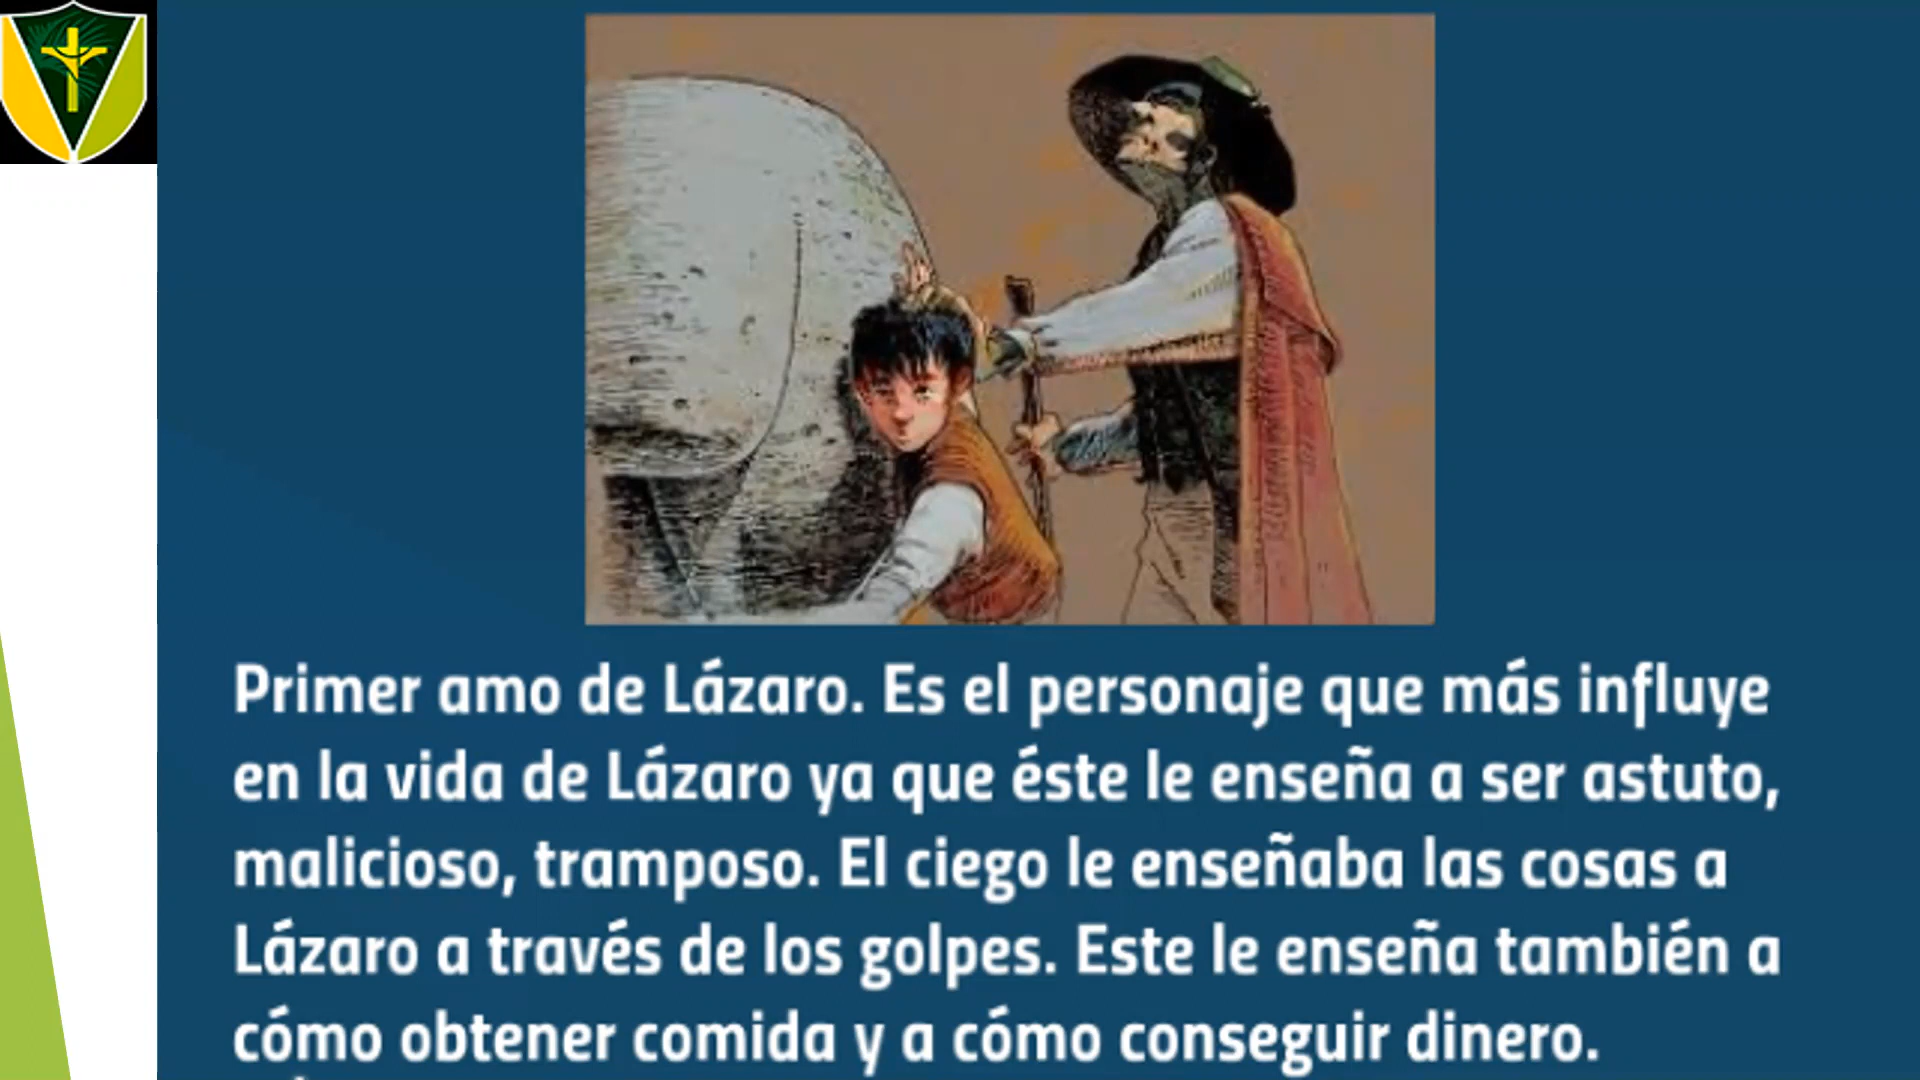 Primer amo de Lázaro. Es el personaje que más influye
en la vida de Lázaro ya que éste le enseña a ser astuto,
malicioso, tramposo. El ciego le enseñaba las cosas a
Lázaro a través de los golpes. Este le enseña también a
cómo obtener comida y a cómo conseguir dinero.